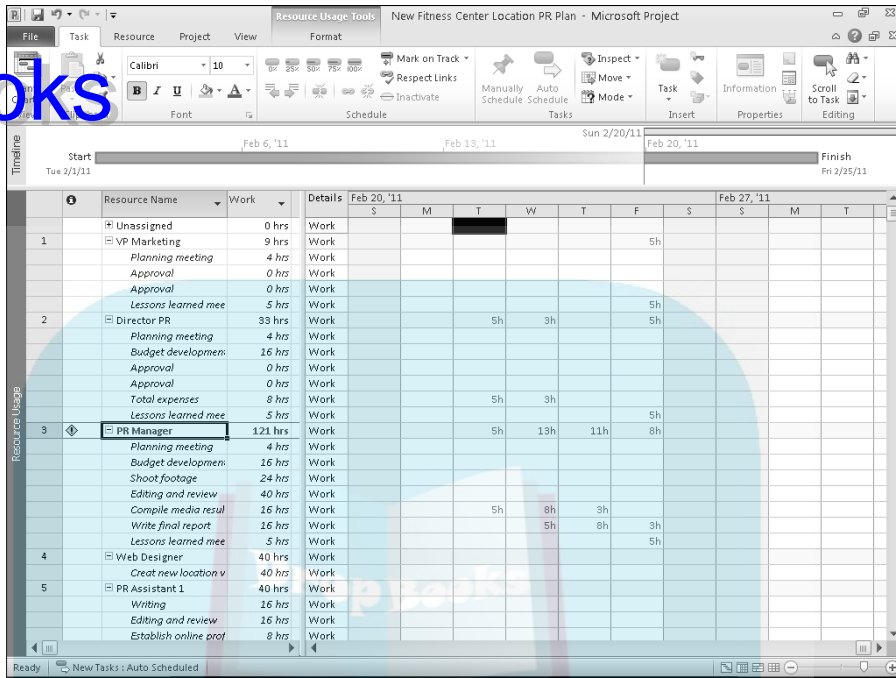 Resource Usage Tools
New Fitness Center Location PR Plan - Microsoft Project
File Task Resource Project View Format
Calibri 10
B I U A
Font
0% 25% 50% 75% 100%
Mark on Track
Respect Links
Inactivate
Schedule
Manually Schedule
Auto Schedule
Inspect
Move
Mode
Tasks
Task
Insert
Information
Properties
Scroll to Task
Editing
oks
Timeline
Sun 2/20/11
Feb 6, '11 Feb 13, '11 Feb 20, '11
Start
Tue 2/1/11
Finish
Fri 2/25/11
Resource Usage
Resource Name Work Details Feb 20, '11 Feb 27, '11
S M T W T F S S M T
Unassigned 0 hrs Work
1 VP Marketing 9 hrs Work 5h
Planning meeting 4 hrs Work
Approval 0 hrs Work
Approval 0 hrs Work
Lessons learned mee 5 hrs Work 5h
2 Director PR 33 hrs Work 5h 3h 5h
Planning meeting 4 hrs Work
Budget developmen 16 hrs Work
Approval 0 hrs Work
Approval 0 hrs Work
Total expenses 8 hrs Work 5h 3h
Lessons learned mee 5 hrs Work 5h
3 PR Manager 121 hrs Work 5h 13h 11h 8h
Planning meeting 4 hrs Work
Budget developmen 16 hrs Work
Shoot footage 24 hrs Work
Editing and review 40 hrs Work
Compile media resul 16 hrs Work 5h 8h 3h
Write final report 16 hrs Work 5h 8h 3h
Lessons learned mee 5 hrs Work 5h
4 Web Designer 40 hrs Work
Creat new location v 40 hrs Work
5 PR Assistant 1 40 hrs Work
Writing 16 hrs Work
Editing and review 16 hrs Work
Establish online prof 8 hrs Work
DropBooks
Ready New Tasks : Auto Scheduled